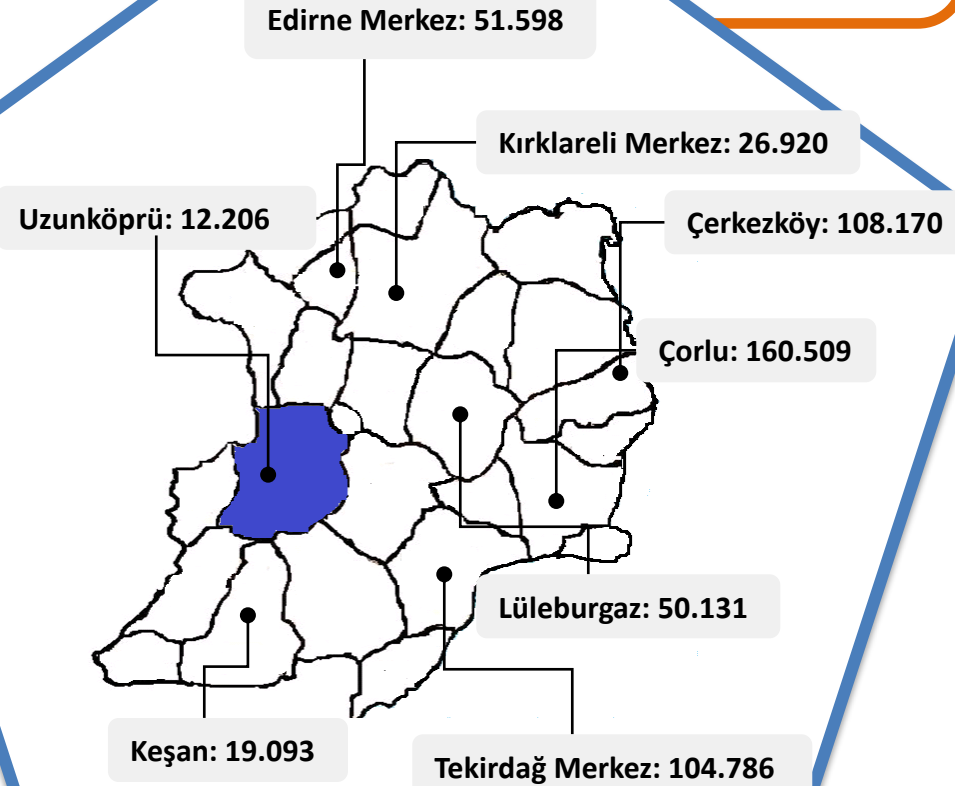 Edirne Merkez: 51.598
Kırklareli Merkez: 26.920
Uzunköprü: 12.206
Çerkezköy: 108.170
Çorlu: 160.509
Lüleburgaz: 50.131
Keşan: 19.093
Tekirdağ Merkez: 104.786